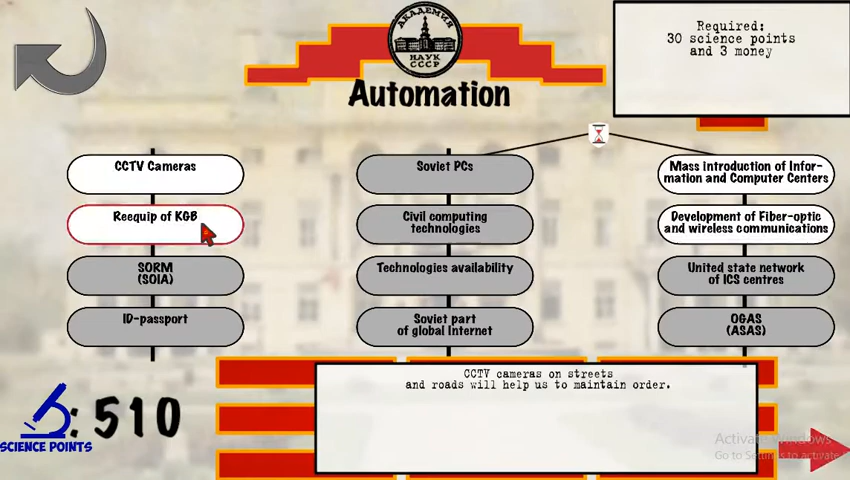 АКАДЕМИЯ
НАУК
СССР
Automation
Required:
30 science points
and 3 money
CCTV Cameras
Reequip of KGB
SORM
(SOIA)
ID-passport
Soviet PCs
Civil computing
technologies
Technologies availability
Soviet part
of global Internet
Mass introduction of Infor-
mation and Computer Centers
Development of Fiber-optic
and wireless communications
United state network
of ICS centres
OGAS
(ASAS)
CCTV cameras on streets
and roads will help us to maintain order.
:510
SCIENCE POINTS
Activate Windows
Go to Settings to activate